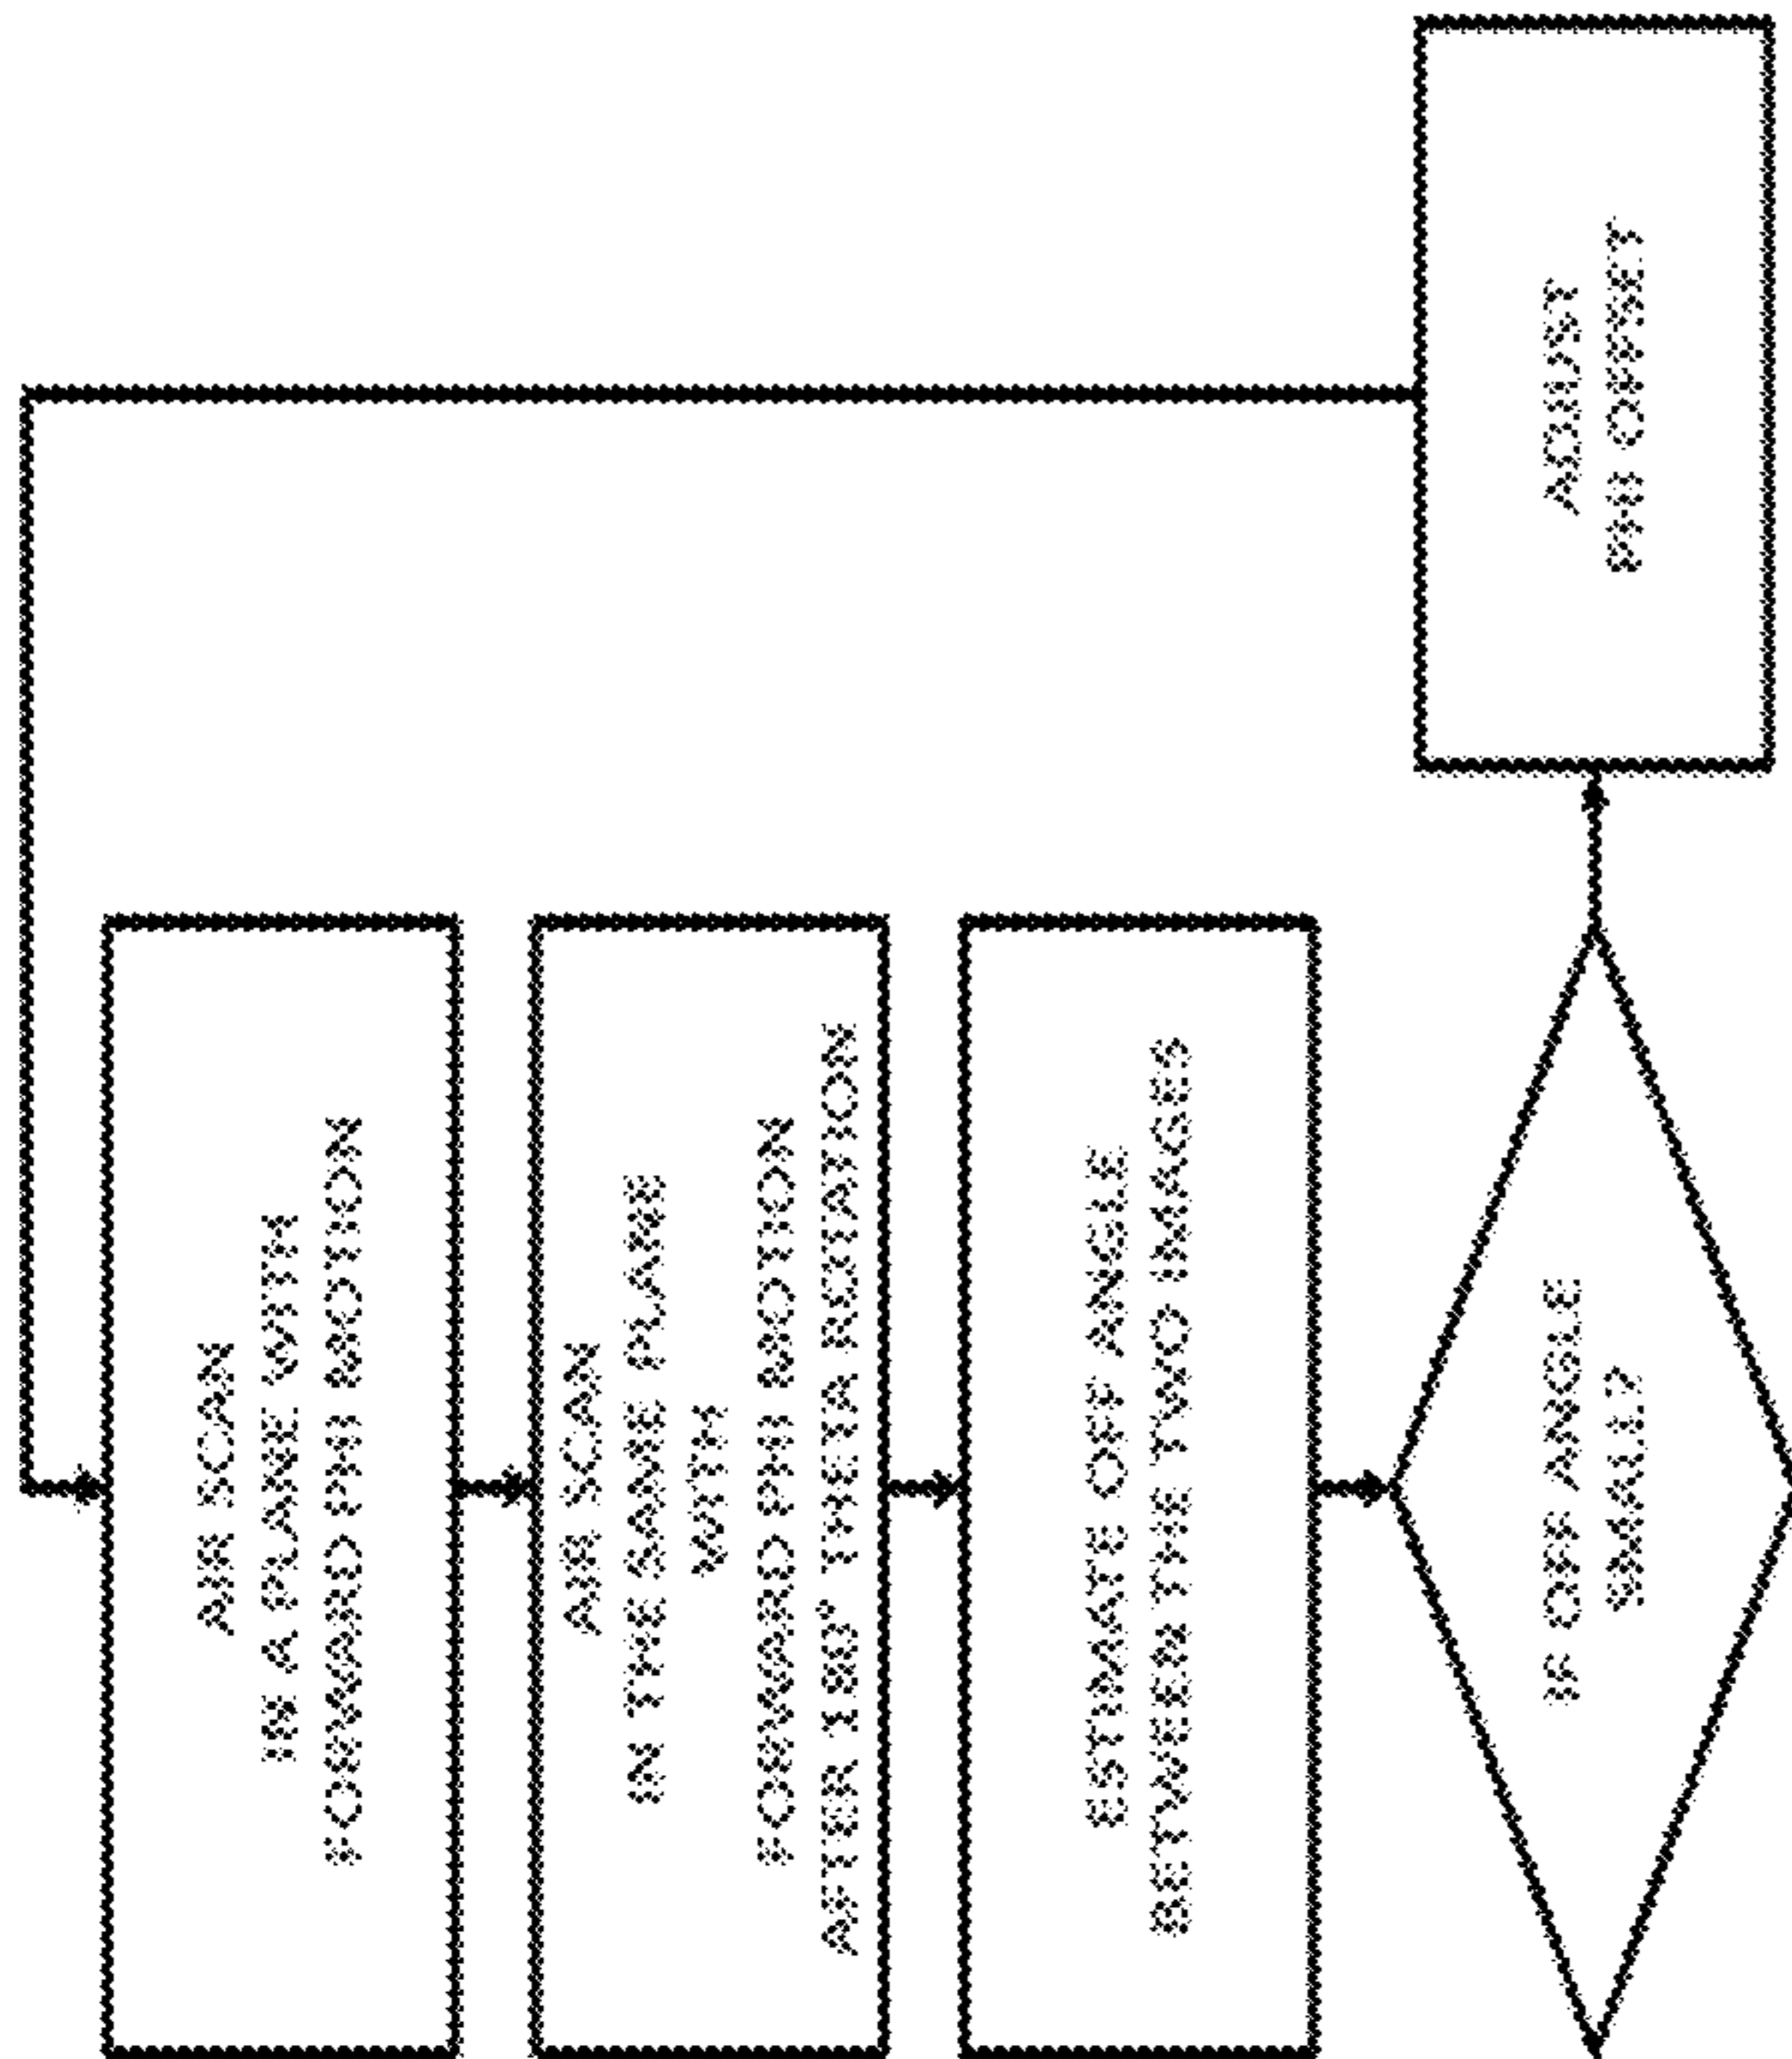 AIR SCAN
IN A PLANE WITH
FORWARD PHI MOTION
AIR SCAN
IN THE SAME PLANE
WITH
FORWARD PHI MOTION
AFTER 180° THETA ROTATION
ESTIMATE OFF ANGLE
BETWEEN THE TWO IMAGES
IF OFF ANGLE
SMALL?
ADJUST
PHI OFFSET